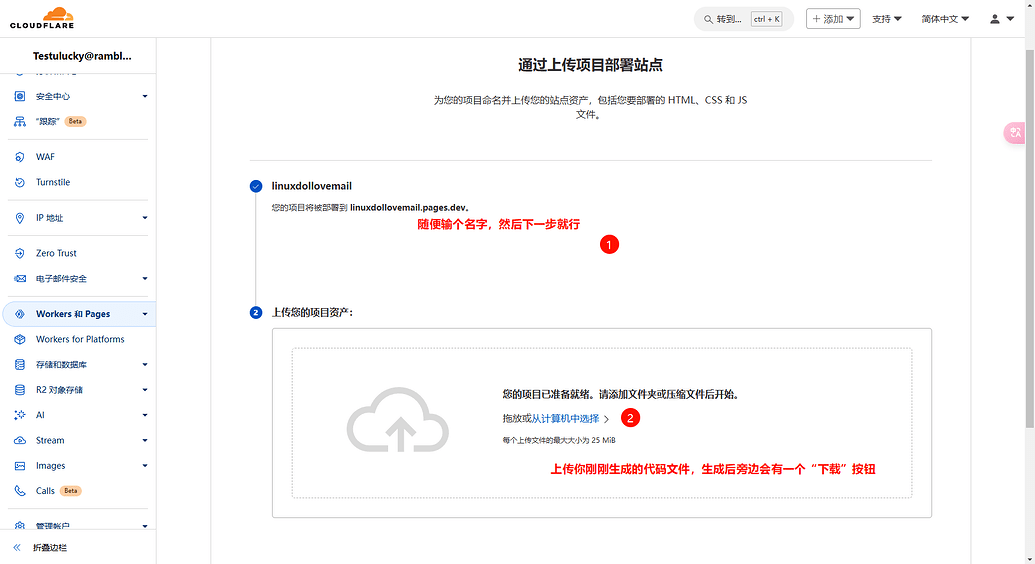 CLOUDFLARE
转到... ctrl + K
添加
支持
简体中文
Testulucky@rambl...
安全中心
“跟踪” Beta
WAF
Turnstile
IP 地址
Zero Trust
电子邮件安全
Workers 和 Pages
Workers for Platforms
存储和数据库
R2 对象存储
AI
Stream
Images
Calls Beta
管理帐户
折叠边栏
通过上传项目部署站点
为您的项目命名并上传您的站点资产，包括您要部署的 HTML、CSS 和 JS
文件。
linuxdollovemail
您的项目将被部署到 linuxdollovemail.pages.dev。
随便输个名字，然后下一步就行
1
2 上传您的项目资产：
您的项目已准备就绪。请添加文件夹或压缩文件后开始。
拖放或从计算机中选择 2
每个上传文件的最大大小为 25 MiB
上传你刚刚生成的代码文件，生成后旁边会有一个“下载”按钮